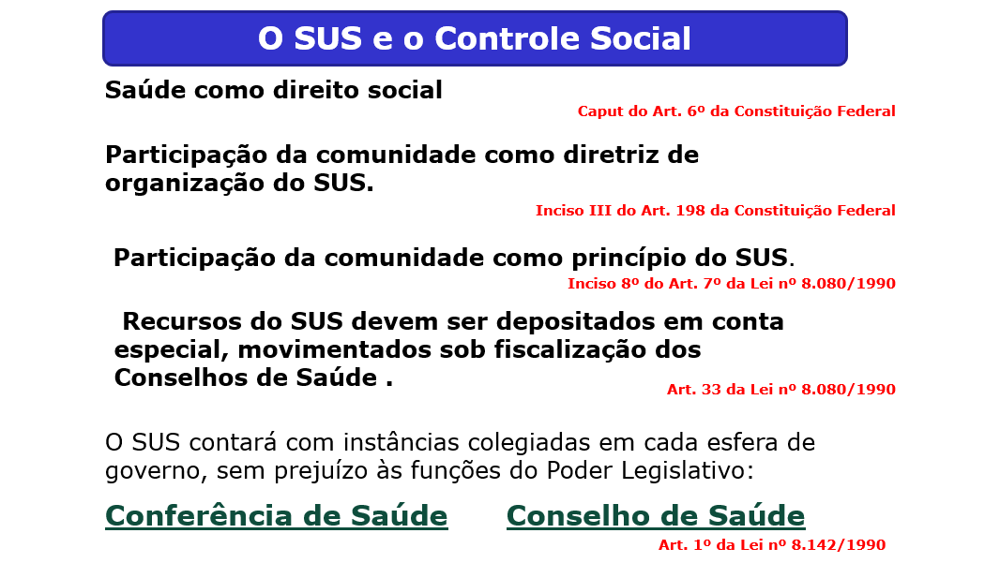 O SUS e o Controle Social
Saúde como direito social
Caput do Art. 6º da Constituição Federal
Participação da comunidade como diretriz de
organização do SUS.
Inciso III do Art. 198 da Constituição Federal
Participação da comunidade como princípio do SUS.
Inciso 8º do Art. 7º da Lei nº 8.080/1990
Recursos do SUS devem ser depositados em conta
especial, movimentados sob fiscalização dos
Conselhos de Saúde .
Art. 33 da Lei nº 8.080/1990
O SUS contará com instâncias colegiadas em cada esfera de
governo, sem prejuízo às funções do Poder Legislativo:
Conferência de Saúde Conselho de Saúde
Art. 1º da Lei nº 8.142/1990